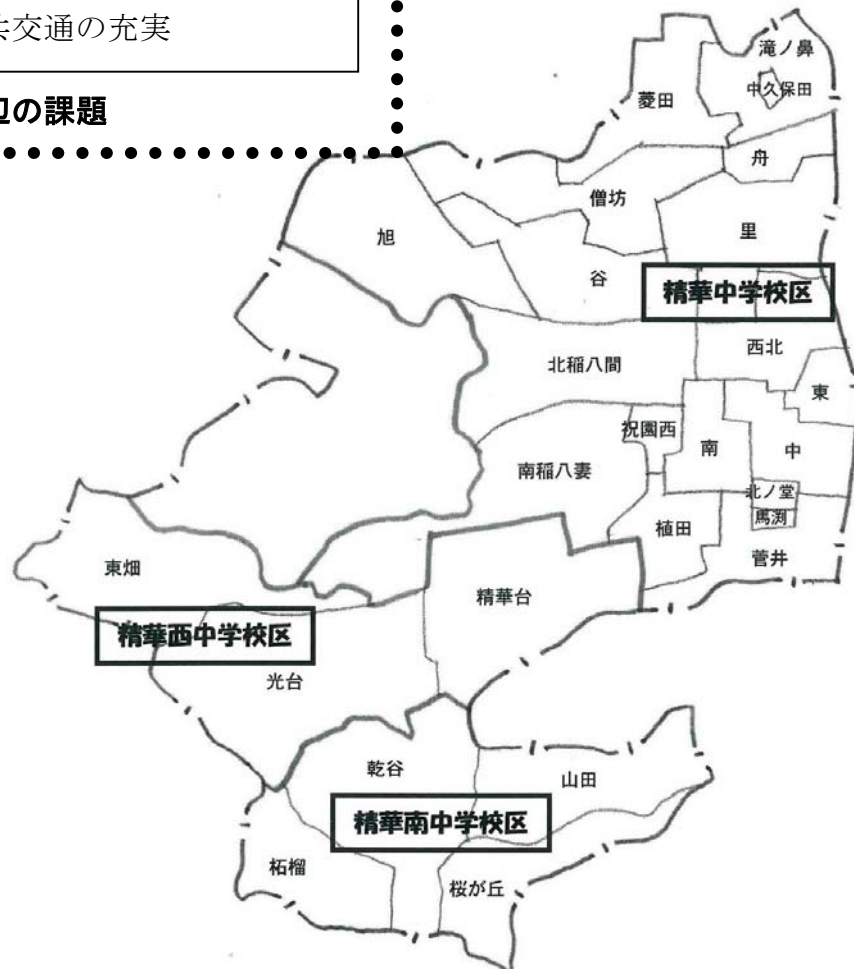 共交通の充実
辺の課題
滝ノ鼻
中久保田
菱田
舟
僧坊
里
旭
谷
精華中学校区
西北
北稲八間
東
祝園西
南
中
南稲八妻
北ノ堂
馬渕
植田
菅井
東畑
精華台
精華西中学校区
光台
乾谷
山田
精華南中学校区
柘榴
桜が丘